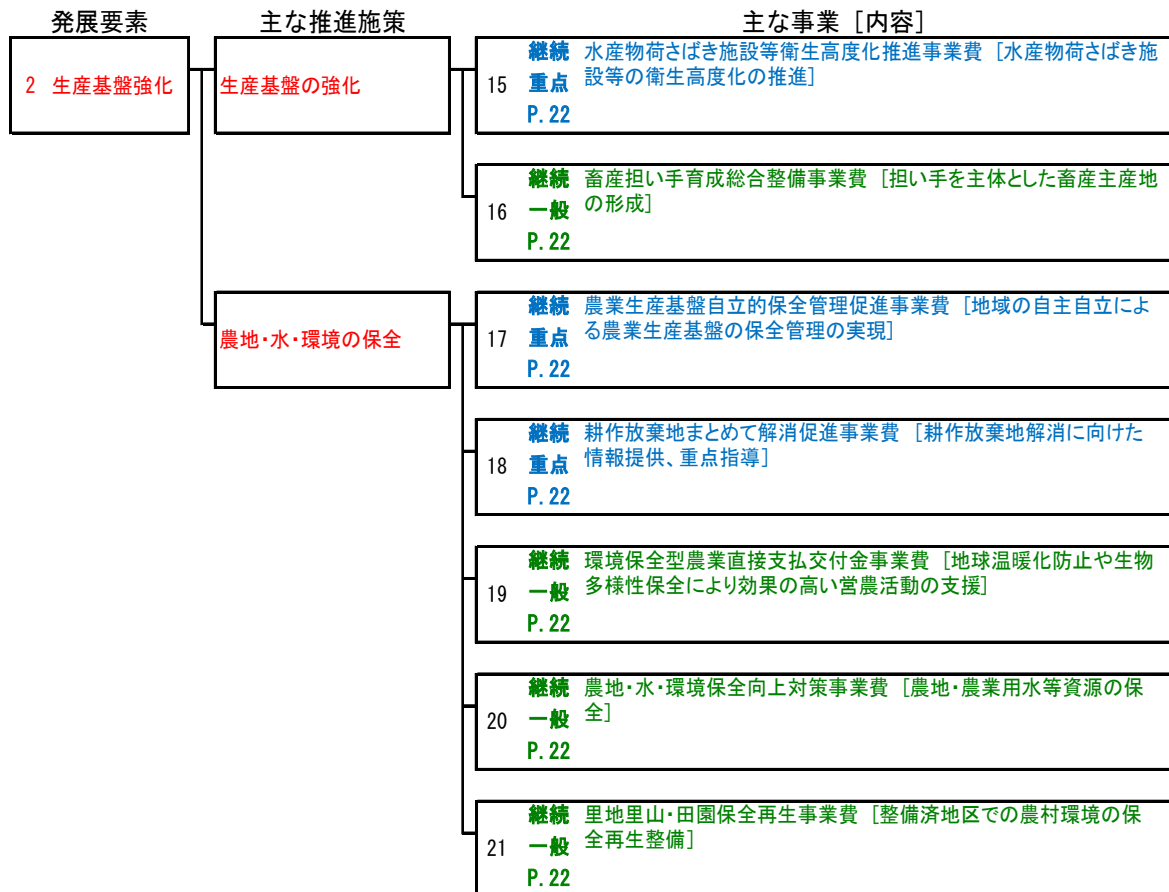 発展要素
主な推進施策
主な事業 [内容]
2 生産基盤強化
生産基盤の強化
15
継続
重点
P. 22
水産物荷さばき施設等衛生高度化推進事業費 [水産物荷さばき施
設等の衛生高度化の推進]
16
継続
一般
P. 22
畜産担い手育成総合整備事業費 [担い手を主体とした畜産主産地
の形成]
農地・水・環境の保全
17
継続
重点
P. 22
農業生産基盤自立的保全管理促進事業費 [地域の自主自立によ
る農業生産基盤の保全管理の実現]
18
継続
重点
P. 22
耕作放棄地まとめて解消促進事業費 [耕作放棄地解消に向けた
情報提供、重点指導]
19
継続
一般
P. 22
環境保全型農業直接支払交付金事業費 [地球温暖化防止や生物
多様性保全により効果の高い営農活動の支援]
20
継続
一般
P. 22
農地・水・環境保全向上対策事業費 [農地・農業用水等資源の保
全]
21
継続
一般
P. 22
里地里山・田園保全再生事業費 [整備済地区での農村環境の保
全再生整備]